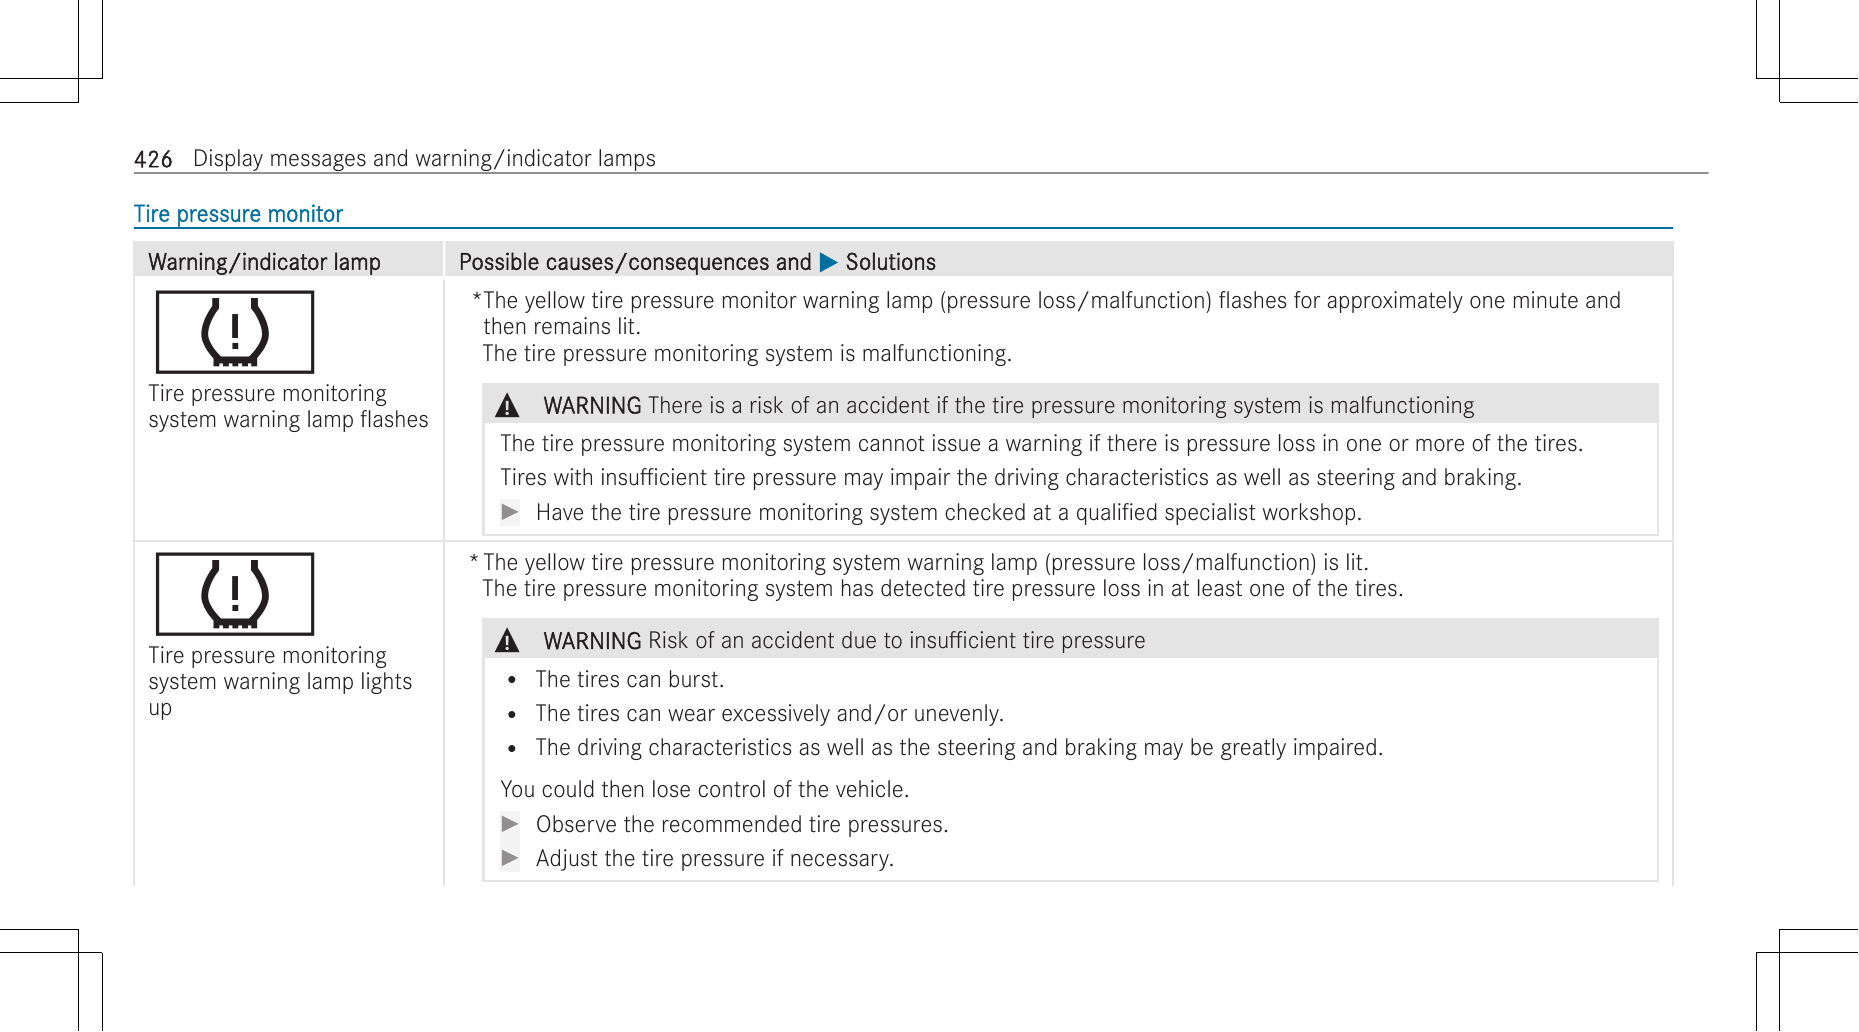 426 Display messages and warning/indicator lamps
Tire pressure monitor
Warning/indicator lamp
Possible causes/consequences and ▶ Solutions
Tire pressure monitoring
system warning lamp flashes
*The yellow tire pressure monitor warning lamp (pressure loss/malfunction) flashes for approximately one minute and
then remains lit.
The tire pressure monitoring system is malfunctioning.
WARNING There is a risk of an accident if the tire pressure monitoring system is malfunctioning
The tire pressure monitoring system cannot issue a warning if there is pressure loss in one or more of the tires.
Tires with insufficient tire pressure may impair the driving characteristics as well as steering and braking.
▶ Have the tire pressure monitoring system checked at a qualified specialist workshop.
Tire pressure monitoring
system warning lamp lights
up
* The yellow tire pressure monitoring system warning lamp (pressure loss/malfunction) is lit.
The tire pressure monitoring system has detected tire pressure loss in at least one of the tires.
WARNING Risk of an accident due to insufficient tire pressure
• The tires can burst.
• The tires can wear excessively and/or unevenly.
• The driving characteristics as well as the steering and braking may be greatly impaired.
You could then lose control of the vehicle.
▶ Observe the recommended tire pressures.
▶ Adjust the tire pressure if necessary.